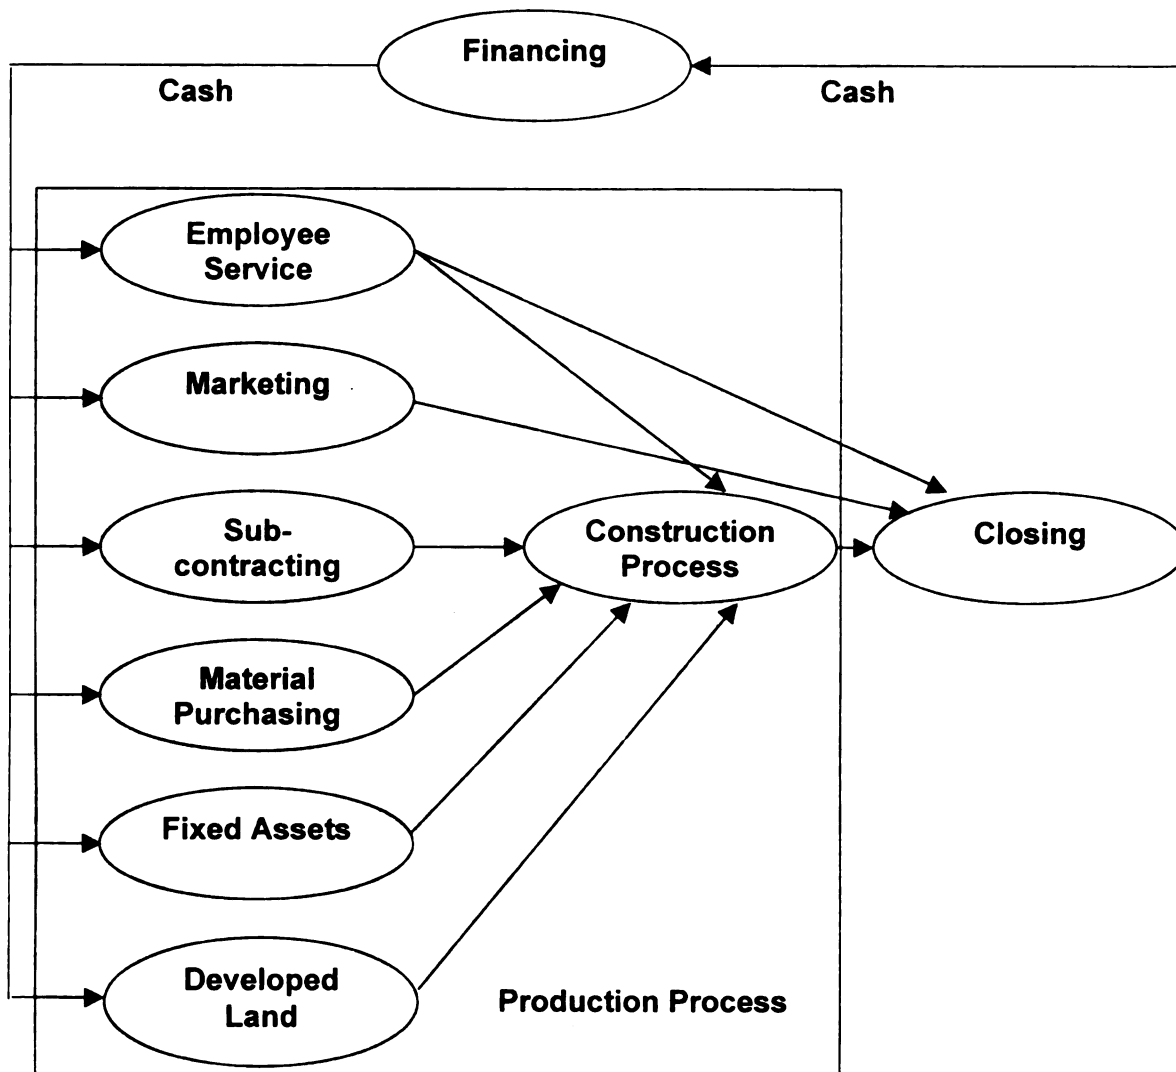 Financing
Cash
Cash
Employee
Service
Marketing
Sub-
contracting
Construction
Process
Closing
Material
Purchasing
Fixed Assets
Developed
Land
Production Process